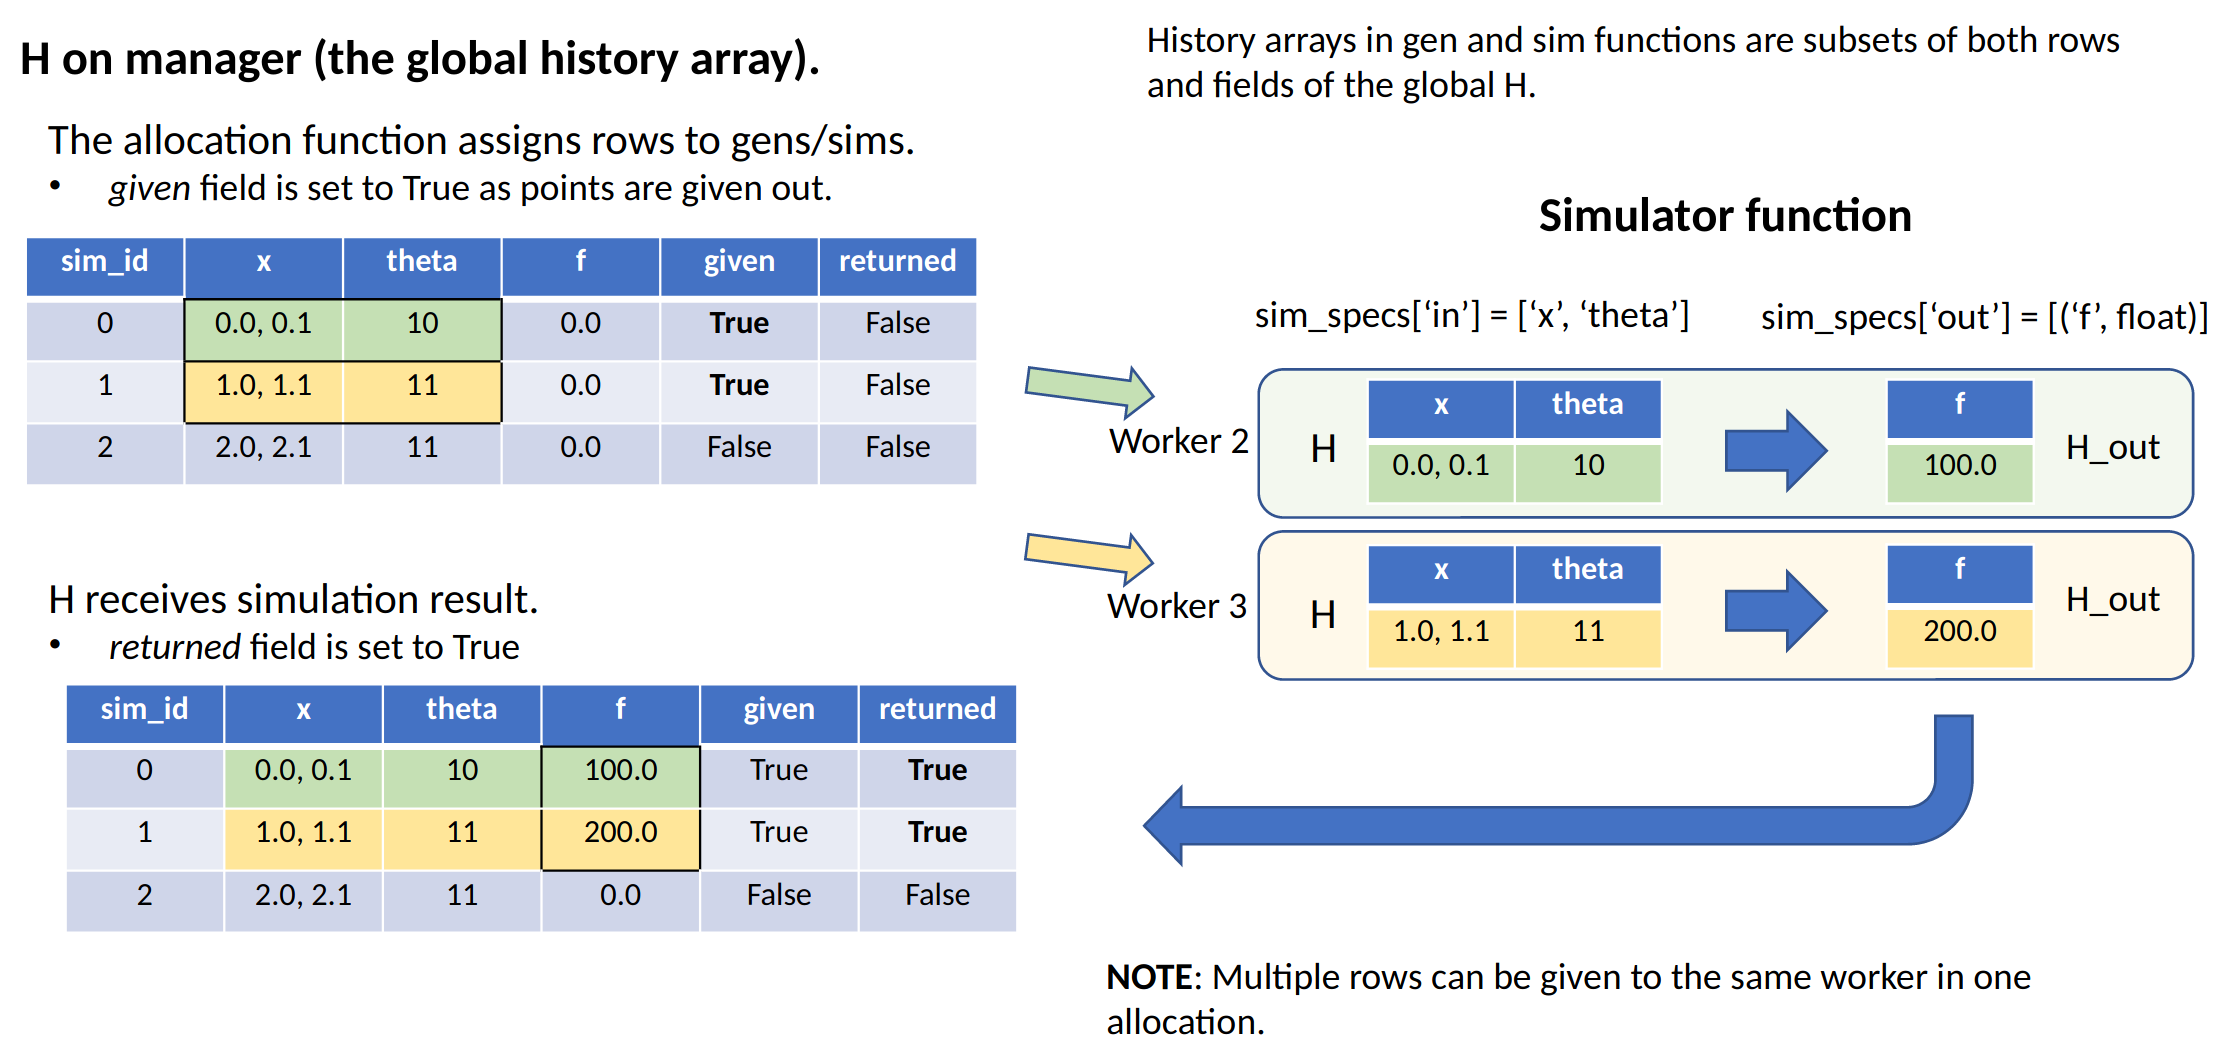 H on manager (the global history array).
The allocation function assigns rows to gens/sims.
• given field is set to True as points are given out.
sim_id x theta f given returned
0 0.0, 0.1 10 0.0 True False
1 1.0, 1.1 11 0.0 True False
2 2.0, 2.1 11 0.0 False False
H receives simulation result.
• returned field is set to True
sim_id x theta f given returned
0 0.0, 0.1 10 100.0 True True
1 1.0, 1.1 11 200.0 True True
2 2.0, 2.1 11 0.0 False False
History arrays in gen and sim functions are subsets of both rows
and fields of the global H.
Simulator function
sim_specs[‘in’] = [‘x’, ‘theta’] sim_specs[‘out’] = [(‘f’, float)]
Worker 2
H
x theta
0.0, 0.1 10
f
100.0
H_out
Worker 3
H
x theta
1.0, 1.1 11
f
200.0
H_out
NOTE: Multiple rows can be given to the same worker in one
allocation.